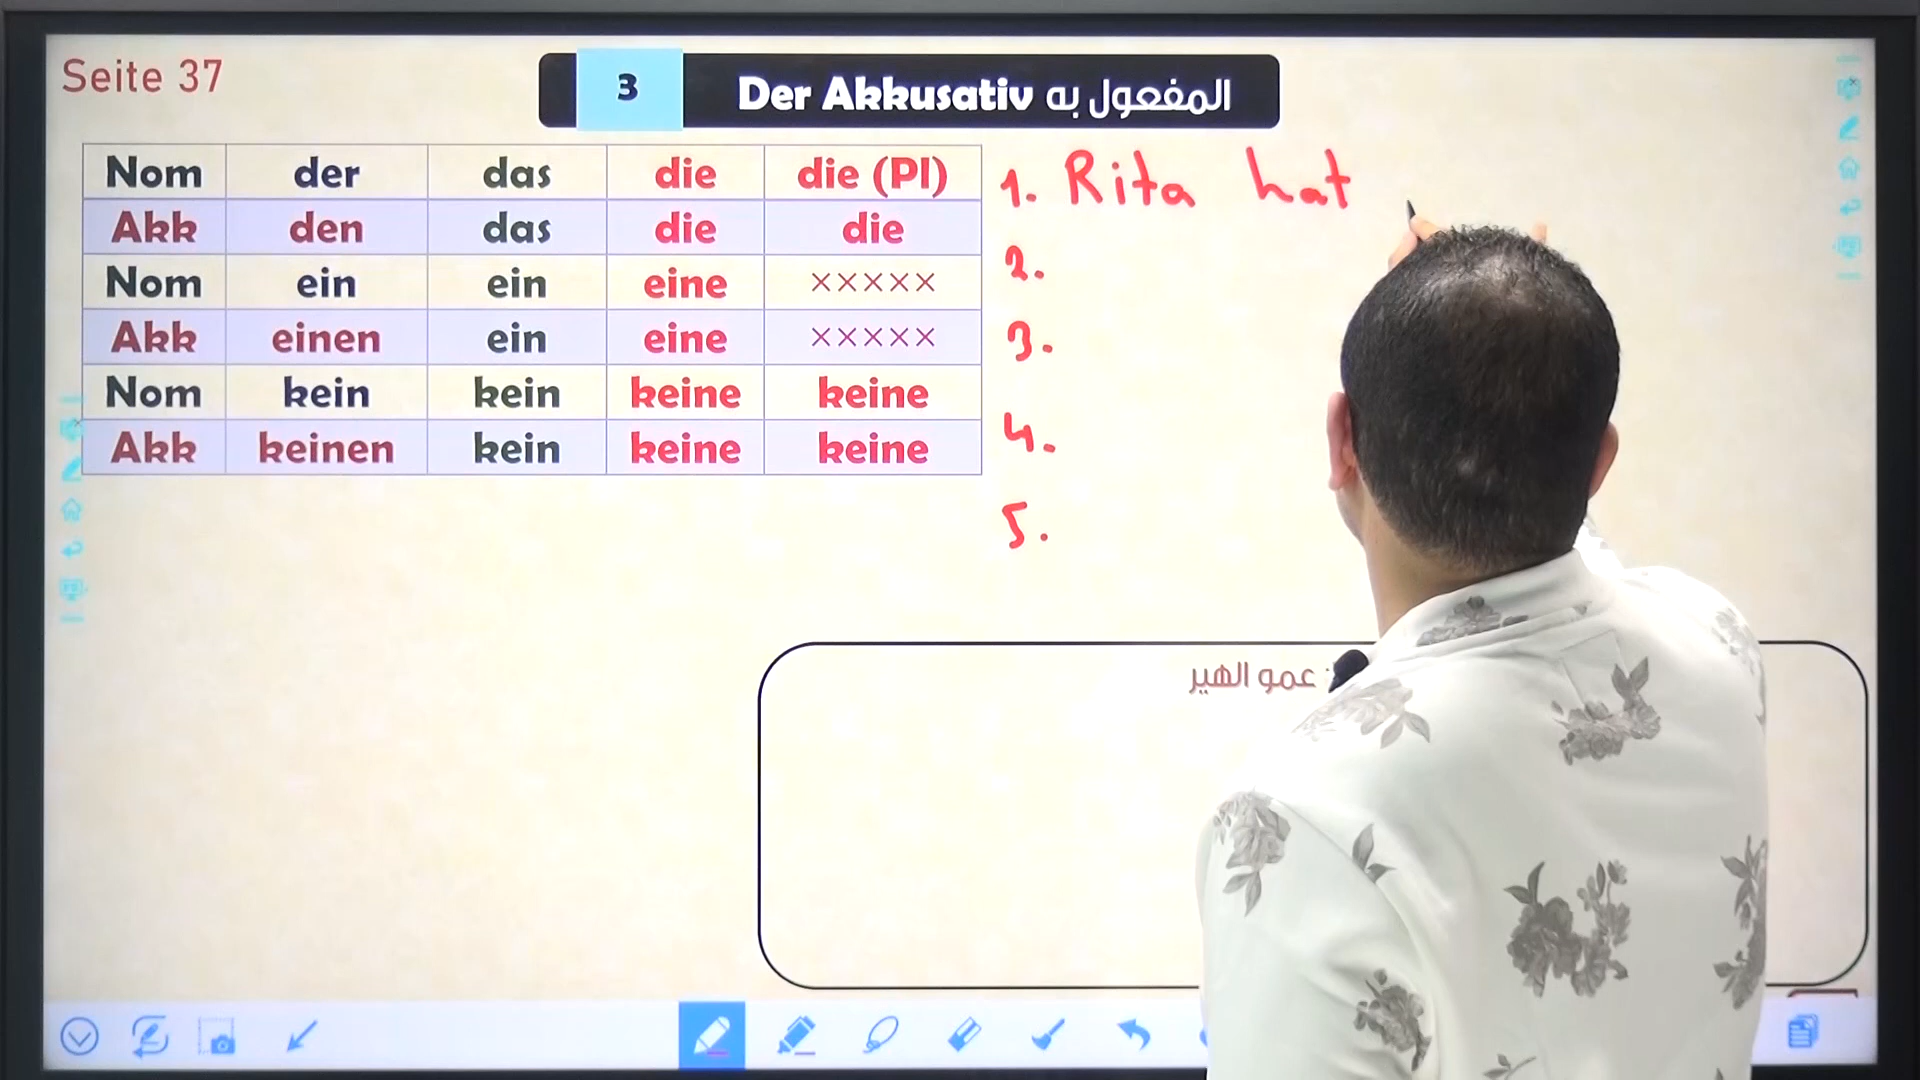 Seite 37
3 Der Akkusativ المفعول به
Nom der das die die (Pl)
Akk den das die die
Nom ein ein eine ×××××
Akk einen ein eine ×××××
Nom kein kein keine keine
Akk keinen kein keine keine
1. Rita hat
2.
3.
4.
5.
عمو الهير